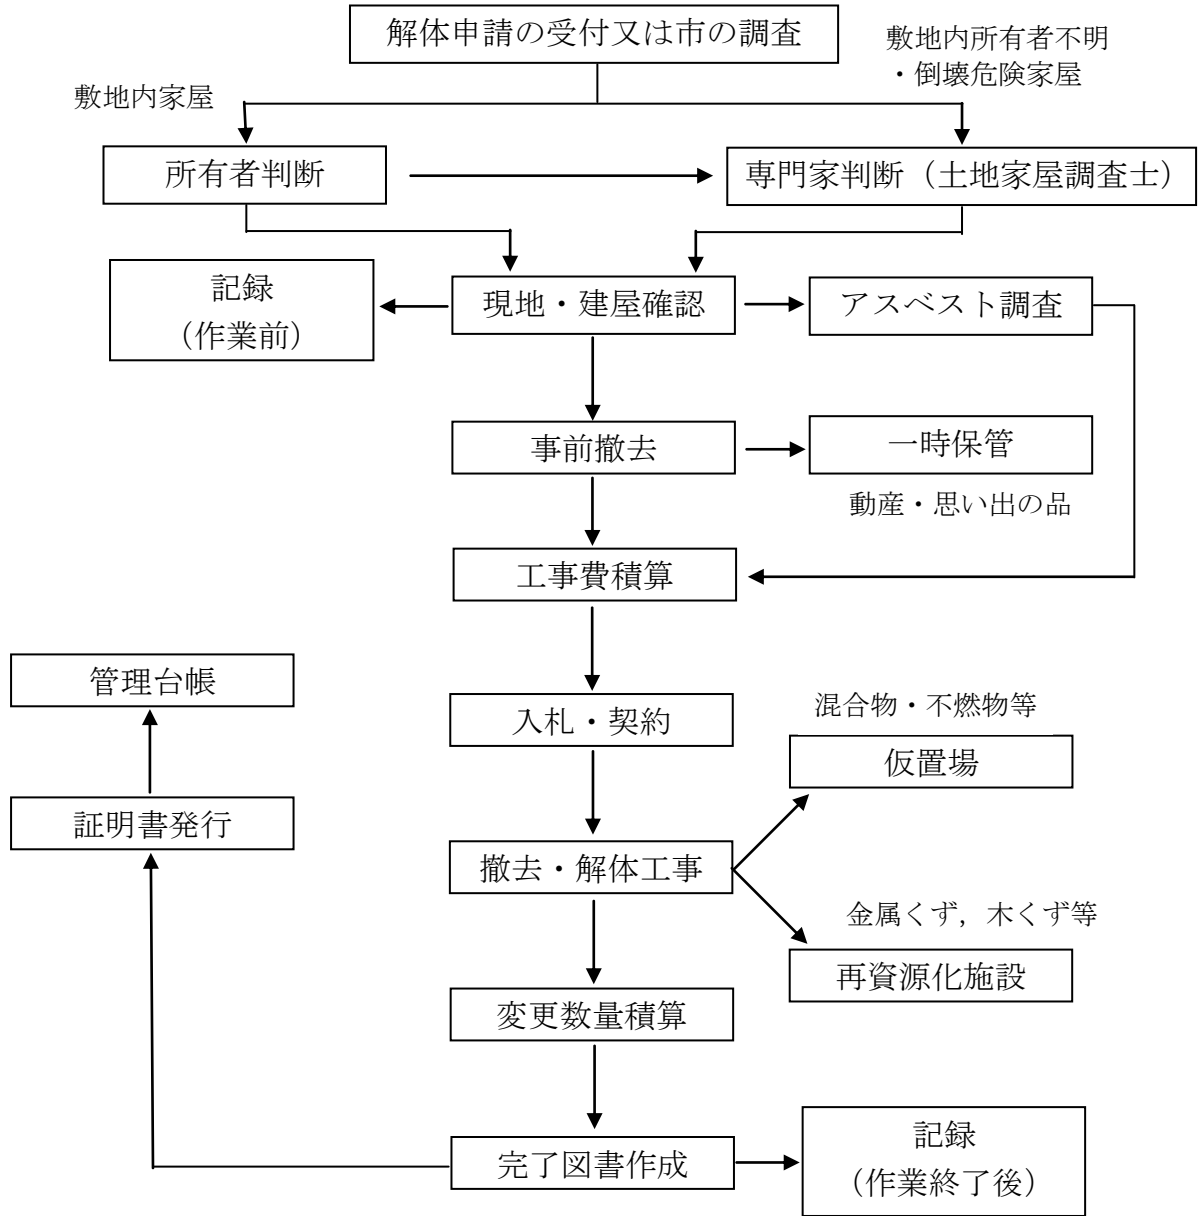 解体申請の受付又は市の調査
敷地内所有者不明
・倒壊危険家屋
敷地内家屋
所有者判断
専門家判断（土地家屋調査士）
記録
（作業前）
現地・建屋確認
アスベスト調査
事前撤去
一時保管
動産・思い出の品
工事費積算
管理台帳
入札・契約
混合物・不燃物等
仮置場
証明書発行
撤去・解体工事
金属くず，木くず等
再資源化施設
変更数量積算
完了図書作成
記録
（作業終了後）